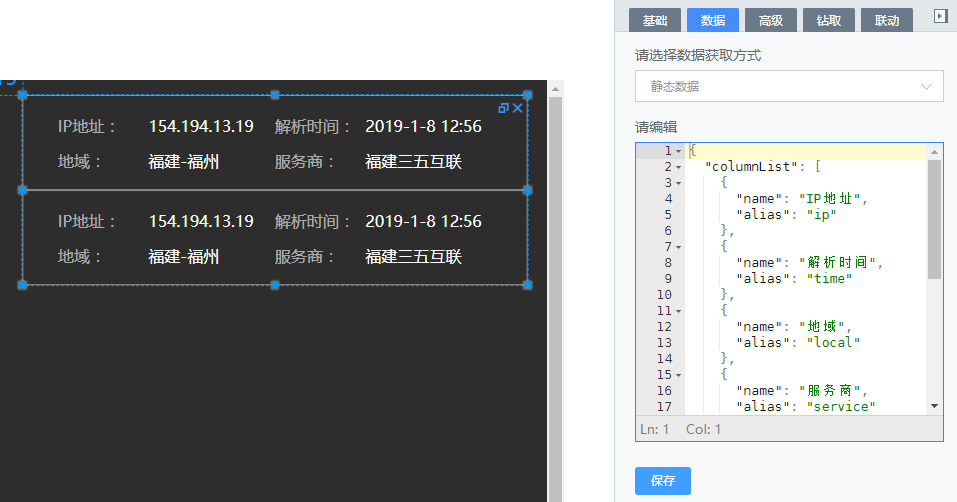 基础 数据 高级 钻取 联动
请选择数据获取方式
静态数据
IP地址： 154.194.13.19 解析时间： 2019-1-8 12:56
地域： 福建-福州 服务商： 福建三五互联
IP地址： 154.194.13.19 解析时间： 2019-1-8 12:56
地域： 福建-福州 服务商： 福建三五互联
请编辑
1 {
2 "columnList": [
3 {
4 "name": "IP地址",
5 "alias": "ip"
6 },
7 {
8 "name": "解析时间",
9 "alias": "time"
10 },
11 {
12 "name": "地域",
13 "alias": "local"
14 },
15 {
16 "name": "服务商",
17 "alias": "service"
Ln: 1 Col: 1
保存